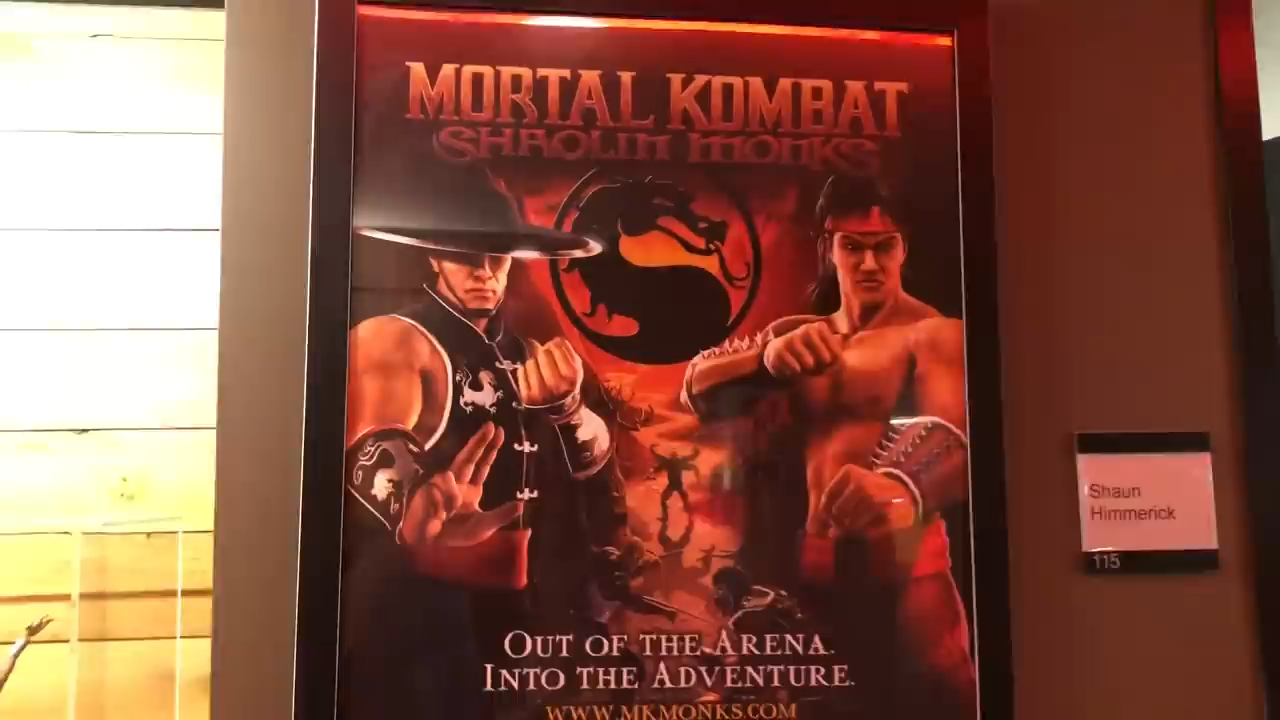 MORTAL KOMBAT
SHAOLIN MONKS
Shaun
Himmerick
115
OUT OF THE ARENA.
INTO THE ADVENTURE.
WWW.MKMONKS.COM